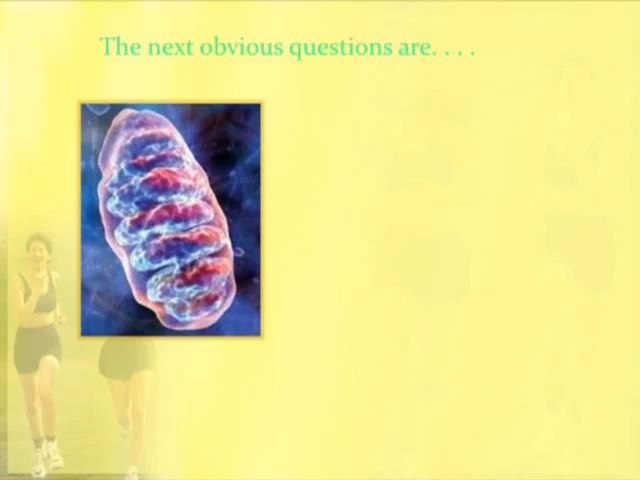 The next obvious questions are. . . .